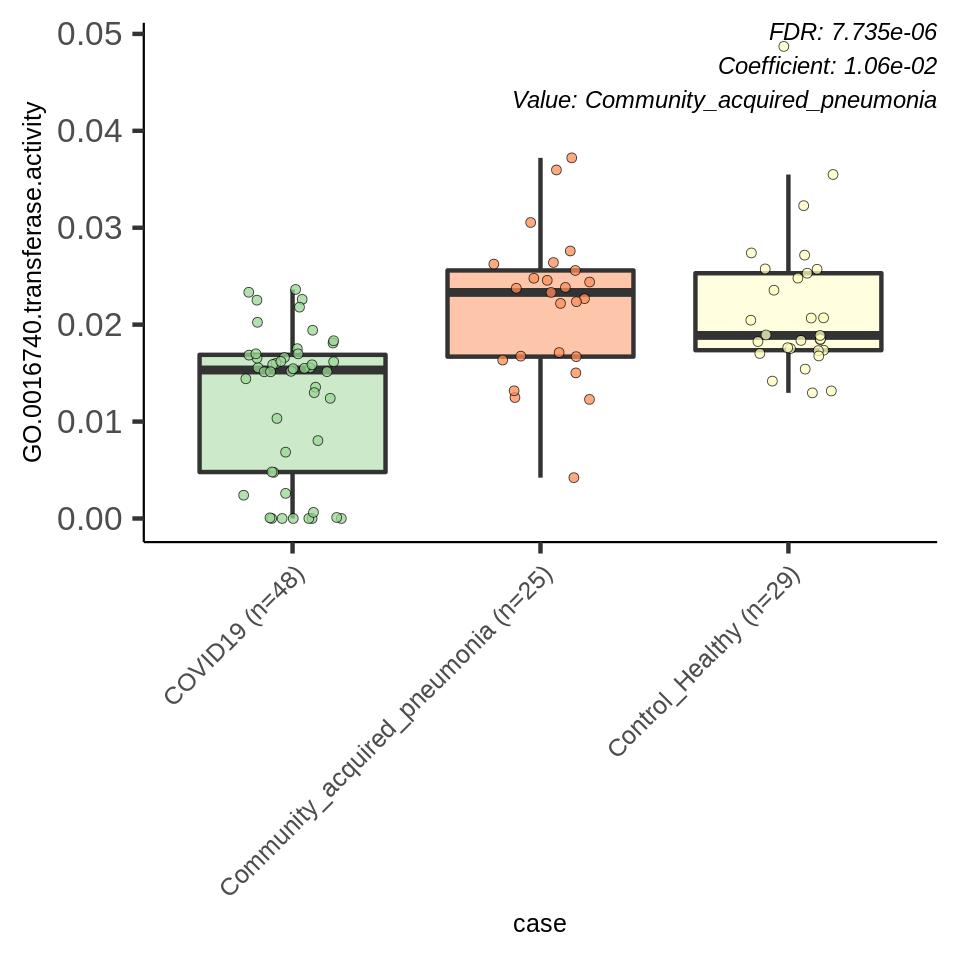 FDR: 7.735e-06
Coefficient: 1.06e-02
Value: Community_acquired_pneumonia
GO.0016740.transferase.activity
0.05
0.04
0.03
0.02
0.01
0.00
COVID19 (n=48)
Community_acquired_pneumonia (n=25)
Control_Healthy (n=29)
case